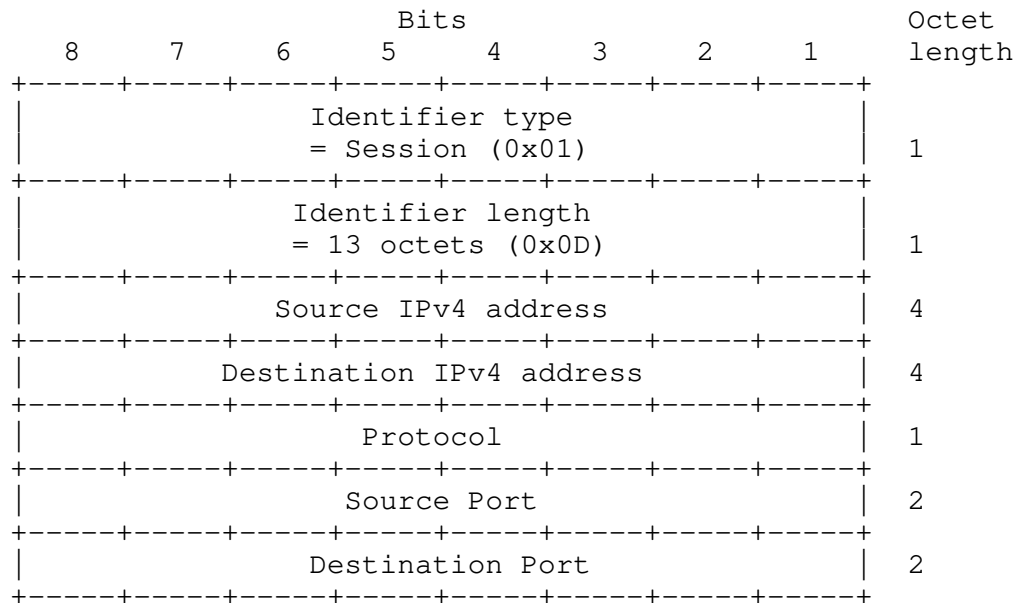 Bits Octet
8 7 6 5 4 3 2 1 length
+-----+-----+-----+-----+-----+-----+-----+-----+
| Identifier type |
| = Session (0x01) | 1
+-----+-----+-----+-----+-----+-----+-----+-----+
| Identifier length |
| = 13 octets (0x0D) | 1
+-----+-----+-----+-----+-----+-----+-----+-----+
| Source IPv4 address | 4
+-----+-----+-----+-----+-----+-----+-----+-----+
| Destination IPv4 address | 4
+-----+-----+-----+-----+-----+-----+-----+-----+
| Protocol | 1
+-----+-----+-----+-----+-----+-----+-----+-----+
| Source Port | 2
+-----+-----+-----+-----+-----+-----+-----+-----+
| Destination Port | 2
+-----+-----+-----+-----+-----+-----+-----+-----+